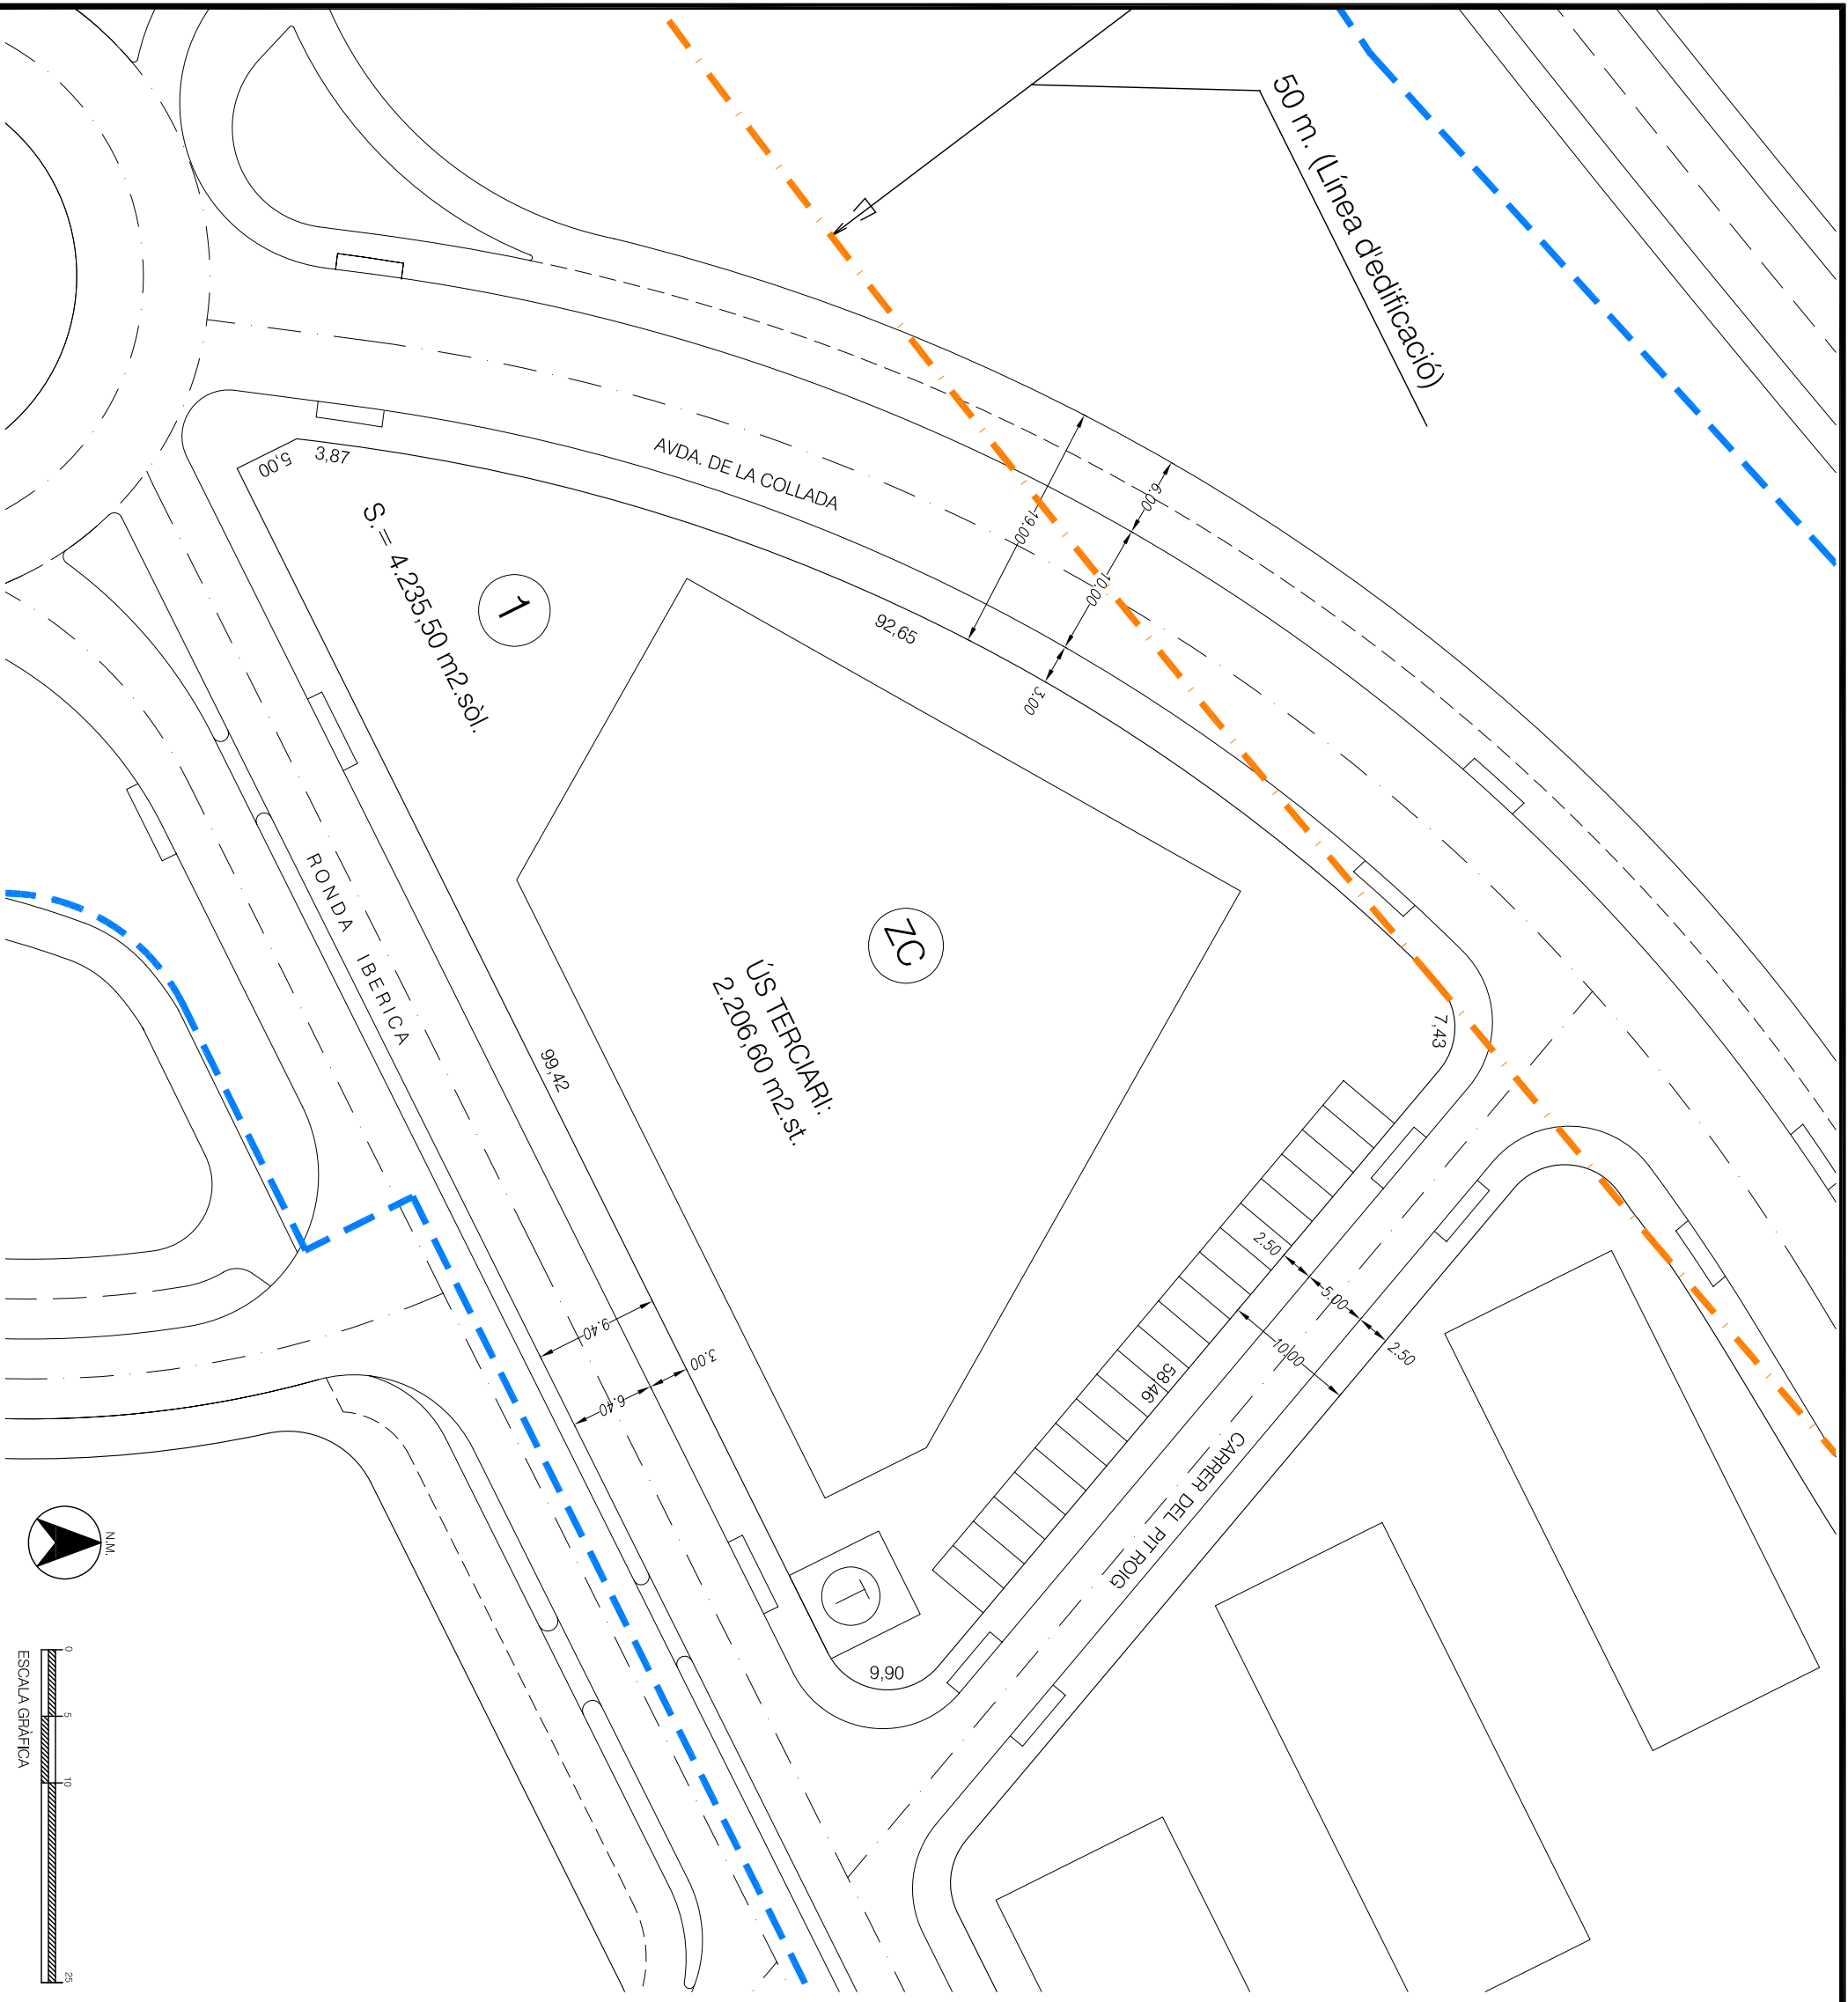 50 m. (Línea d'edificació)
AVDA. DE LA COLLADA
5,00
3,87
S. = 4.235,50 m2.sòl.
1
92,65
19.00
6.00
10.00
3.00
ZC
ÚS TERCIARI:
2.206,60 m2.st.
RONDA IBERICA
99,42
7,43
2.50
5.00
10.00
2.50
58,46
CARRER DEL PIT ROIG
9.40
3.00
6.40
T
9,90
N.M.
0
5
10
25
ESCALA GRÀFICA